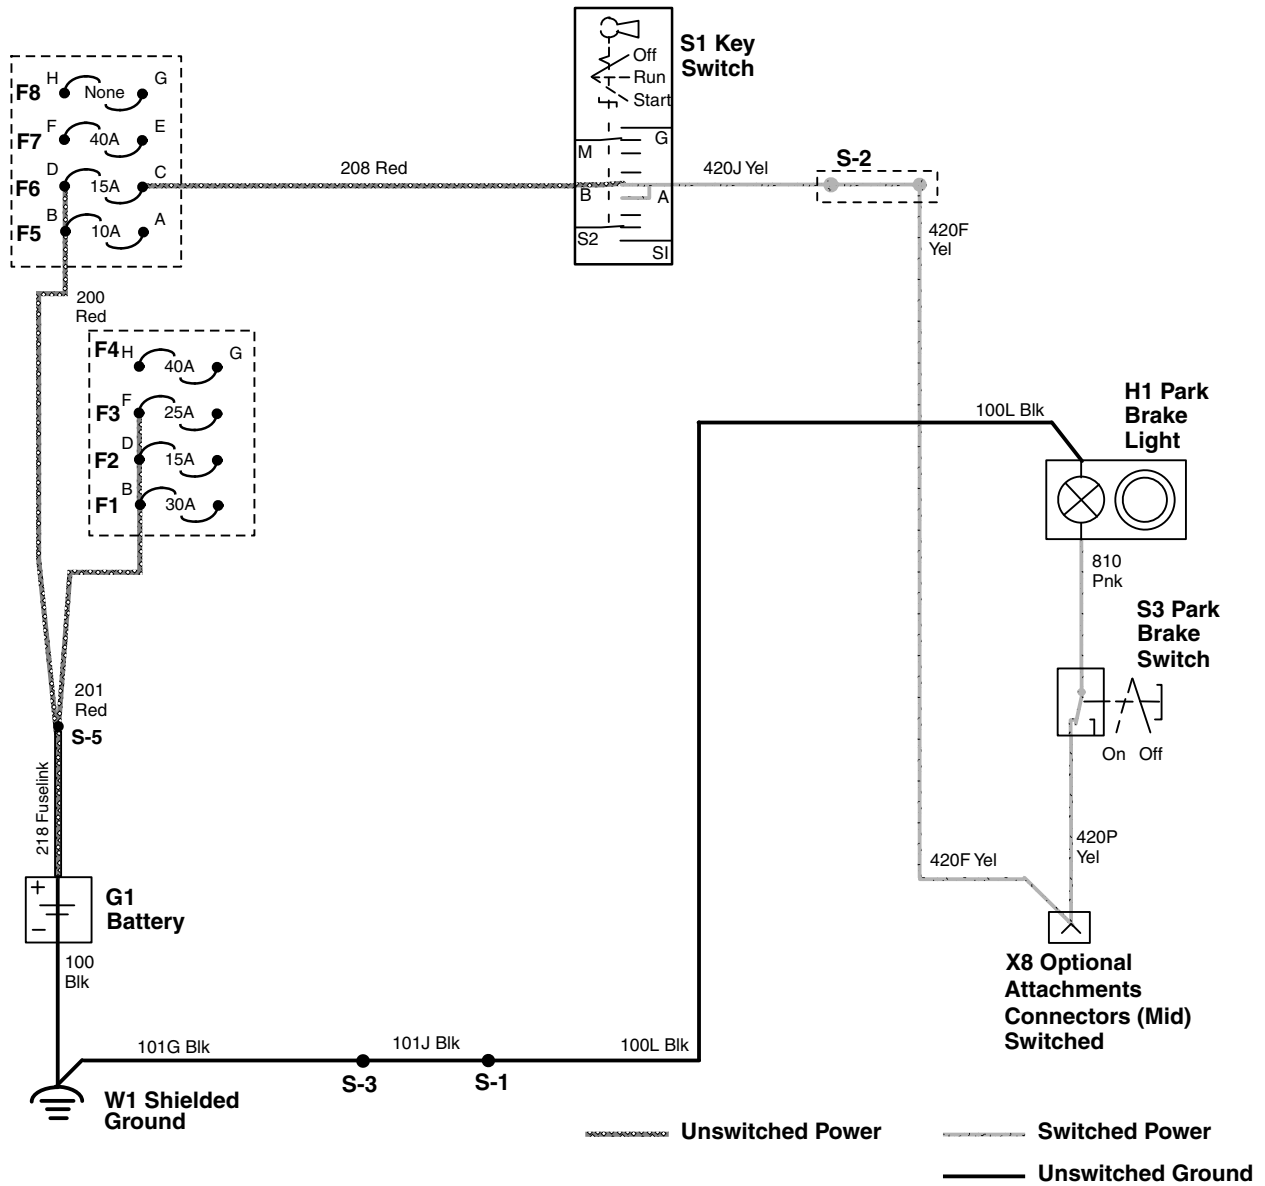 S1 Key
Switch
Off
Run
Start
G
M
B
A
S2
SI
F8
H
None
G
F7
F
40A
E
F6
D
15A
C
F5
B
10A
A
208 Red
420J Yel
S-2
420F
Yel
200
Red
F4
H
40A
G
F3
F
25A
F2
D
15A
F1
B
30A
100L Blk
H1 Park
Brake
Light
810
Pnk
S3 Park
Brake
Switch
On
Off
201
Red
S-5
218 Fuselink
420P
Yel
420F Yel
+
−
G1
Battery
100
Blk
X8 Optional
Attachments
Connectors (Mid)
Switched
101G Blk
101J Blk
100L Blk
S-3
S-1
W1 Shielded
Ground
Unswitched Power
Switched Power
Unswitched Ground